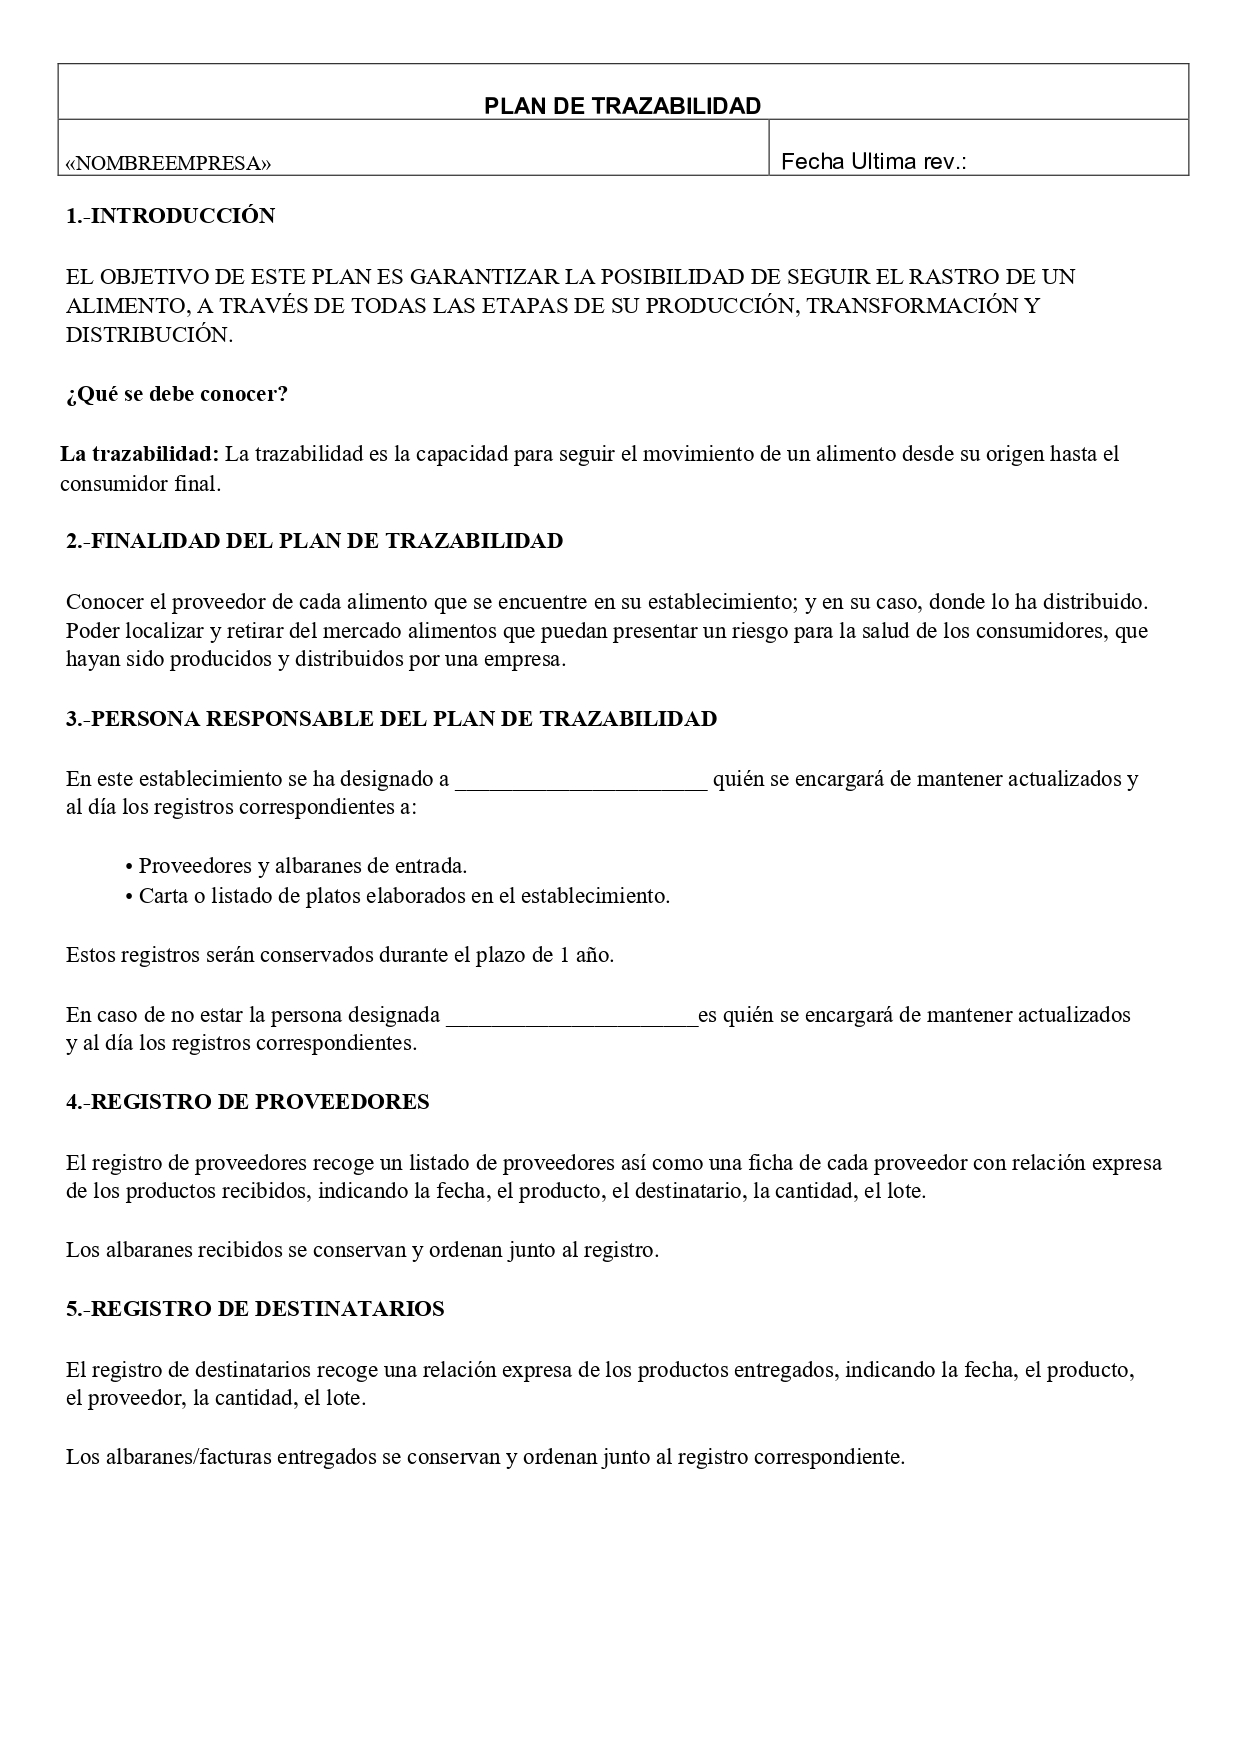 PLAN DE TRAZABILIDAD
«NOMBREEMPRESA»
Fecha Ultima rev.:
1.-INTRODUCCIÓN
EL OBJETIVO DE ESTE PLAN ES GARANTIZAR LA POSIBILIDAD DE SEGUIR EL RASTRO DE UN
ALIMENTO, A TRAVÉS DE TODAS LAS ETAPAS DE SU PRODUCCIÓN, TRANSFORMACIÓN Y
DISTRIBUCIÓN.
¿Qué se debe conocer?
La trazabilidad: La trazabilidad es la capacidad para seguir el movimiento de un alimento desde su origen hasta el
consumidor final.
2.-FINALIDAD DEL PLAN DE TRAZABILIDAD
Conocer el proveedor de cada alimento que se encuentre en su establecimiento; y en su caso, donde lo ha distribuido.
Poder localizar y retirar del mercado alimentos que puedan presentar un riesgo para la salud de los consumidores, que
hayan sido producidos y distribuidos por una empresa.
3.-PERSONA RESPONSABLE DEL PLAN DE TRAZABILIDAD
En este establecimiento se ha designado a ______________________ quién se encargará de mantener actualizados y
al día los registros correspondientes a:
• Proveedores y albaranes de entrada.
• Carta o listado de platos elaborados en el establecimiento.
Estos registros serán conservados durante el plazo de 1 año.
En caso de no estar la persona designada ______________________es quién se encargará de mantener actualizados
y al día los registros correspondientes.
4.-REGISTRO DE PROVEEDORES
El registro de proveedores recoge un listado de proveedores así como una ficha de cada proveedor con relación expresa
de los productos recibidos, indicando la fecha, el producto, el destinatario, la cantidad, el lote.
Los albaranes recibidos se conservan y ordenan junto al registro.
5.-REGISTRO DE DESTINATARIOS
El registro de destinatarios recoge una relación expresa de los productos entregados, indicando la fecha, el producto,
el proveedor, la cantidad, el lote.
Los albaranes/facturas entregados se conservan y ordenan junto al registro correspondiente.